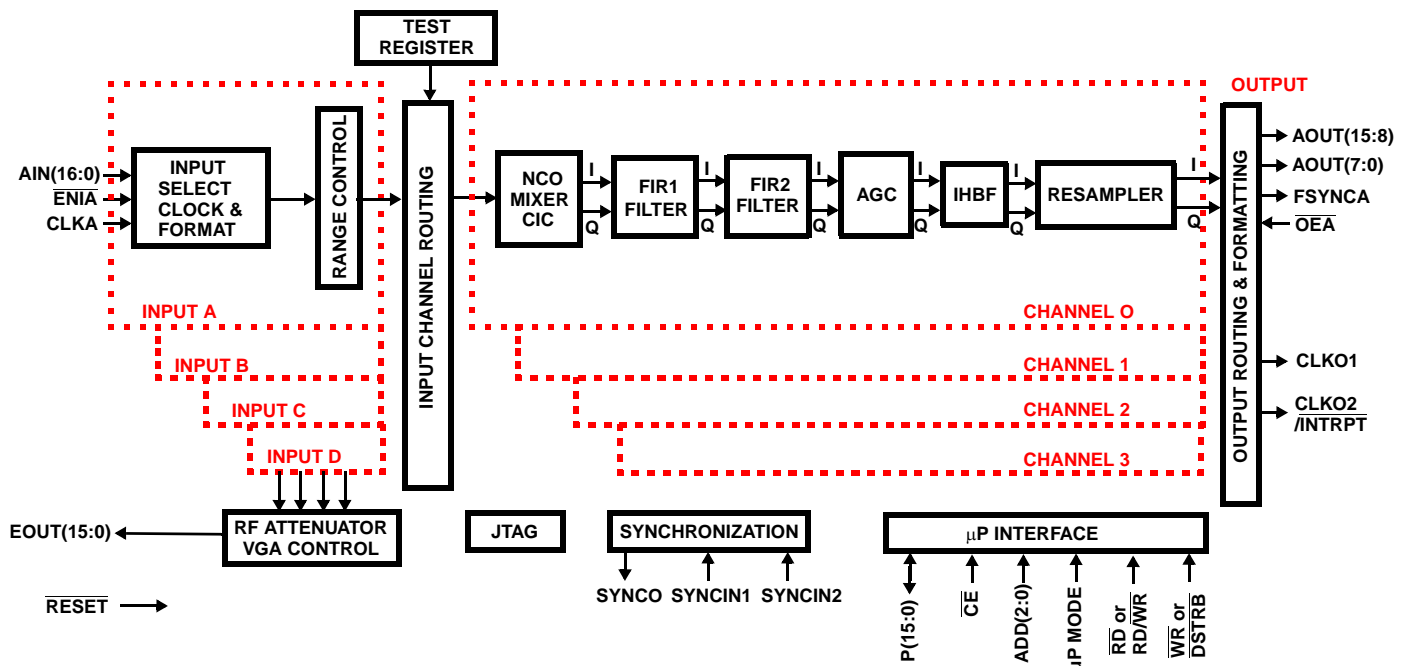 TEST
REGISTER
OUTPUT
AIN(16:0)
ENIA
CLKA
INPUT
SELECT
CLOCK &
FORMAT
RANGE CONTROL
INPUT CHANNEL ROUTING
NCO
MIXER
CIC
I
Q
FIR1
FILTER
I
Q
FIR2
FILTER
I
Q
AGC
I
Q
IHBF
I
Q
RESAMPLER
I
Q
OUTPUT ROUTING & FORMATTING
AOUT(15:8)
AOUT(7:0)
FSYNCA
OEA
CLKO1
CLKO2
/INTRPT
INPUT A
INPUT B
INPUT C
INPUT D
CHANNEL O
CHANNEL 1
CHANNEL 2
CHANNEL 3
EOUT(15:0)
RF ATTENUATOR
VGA CONTROL
RESET
JTAG
SYNCHRONIZATION
SYNCO
SYNCIN1
SYNCIN2
µP INTERFACE
P(15:0)
CE
ADD(2:0)
µP MODE
RD or
RD/WR
WR or
DSTRB